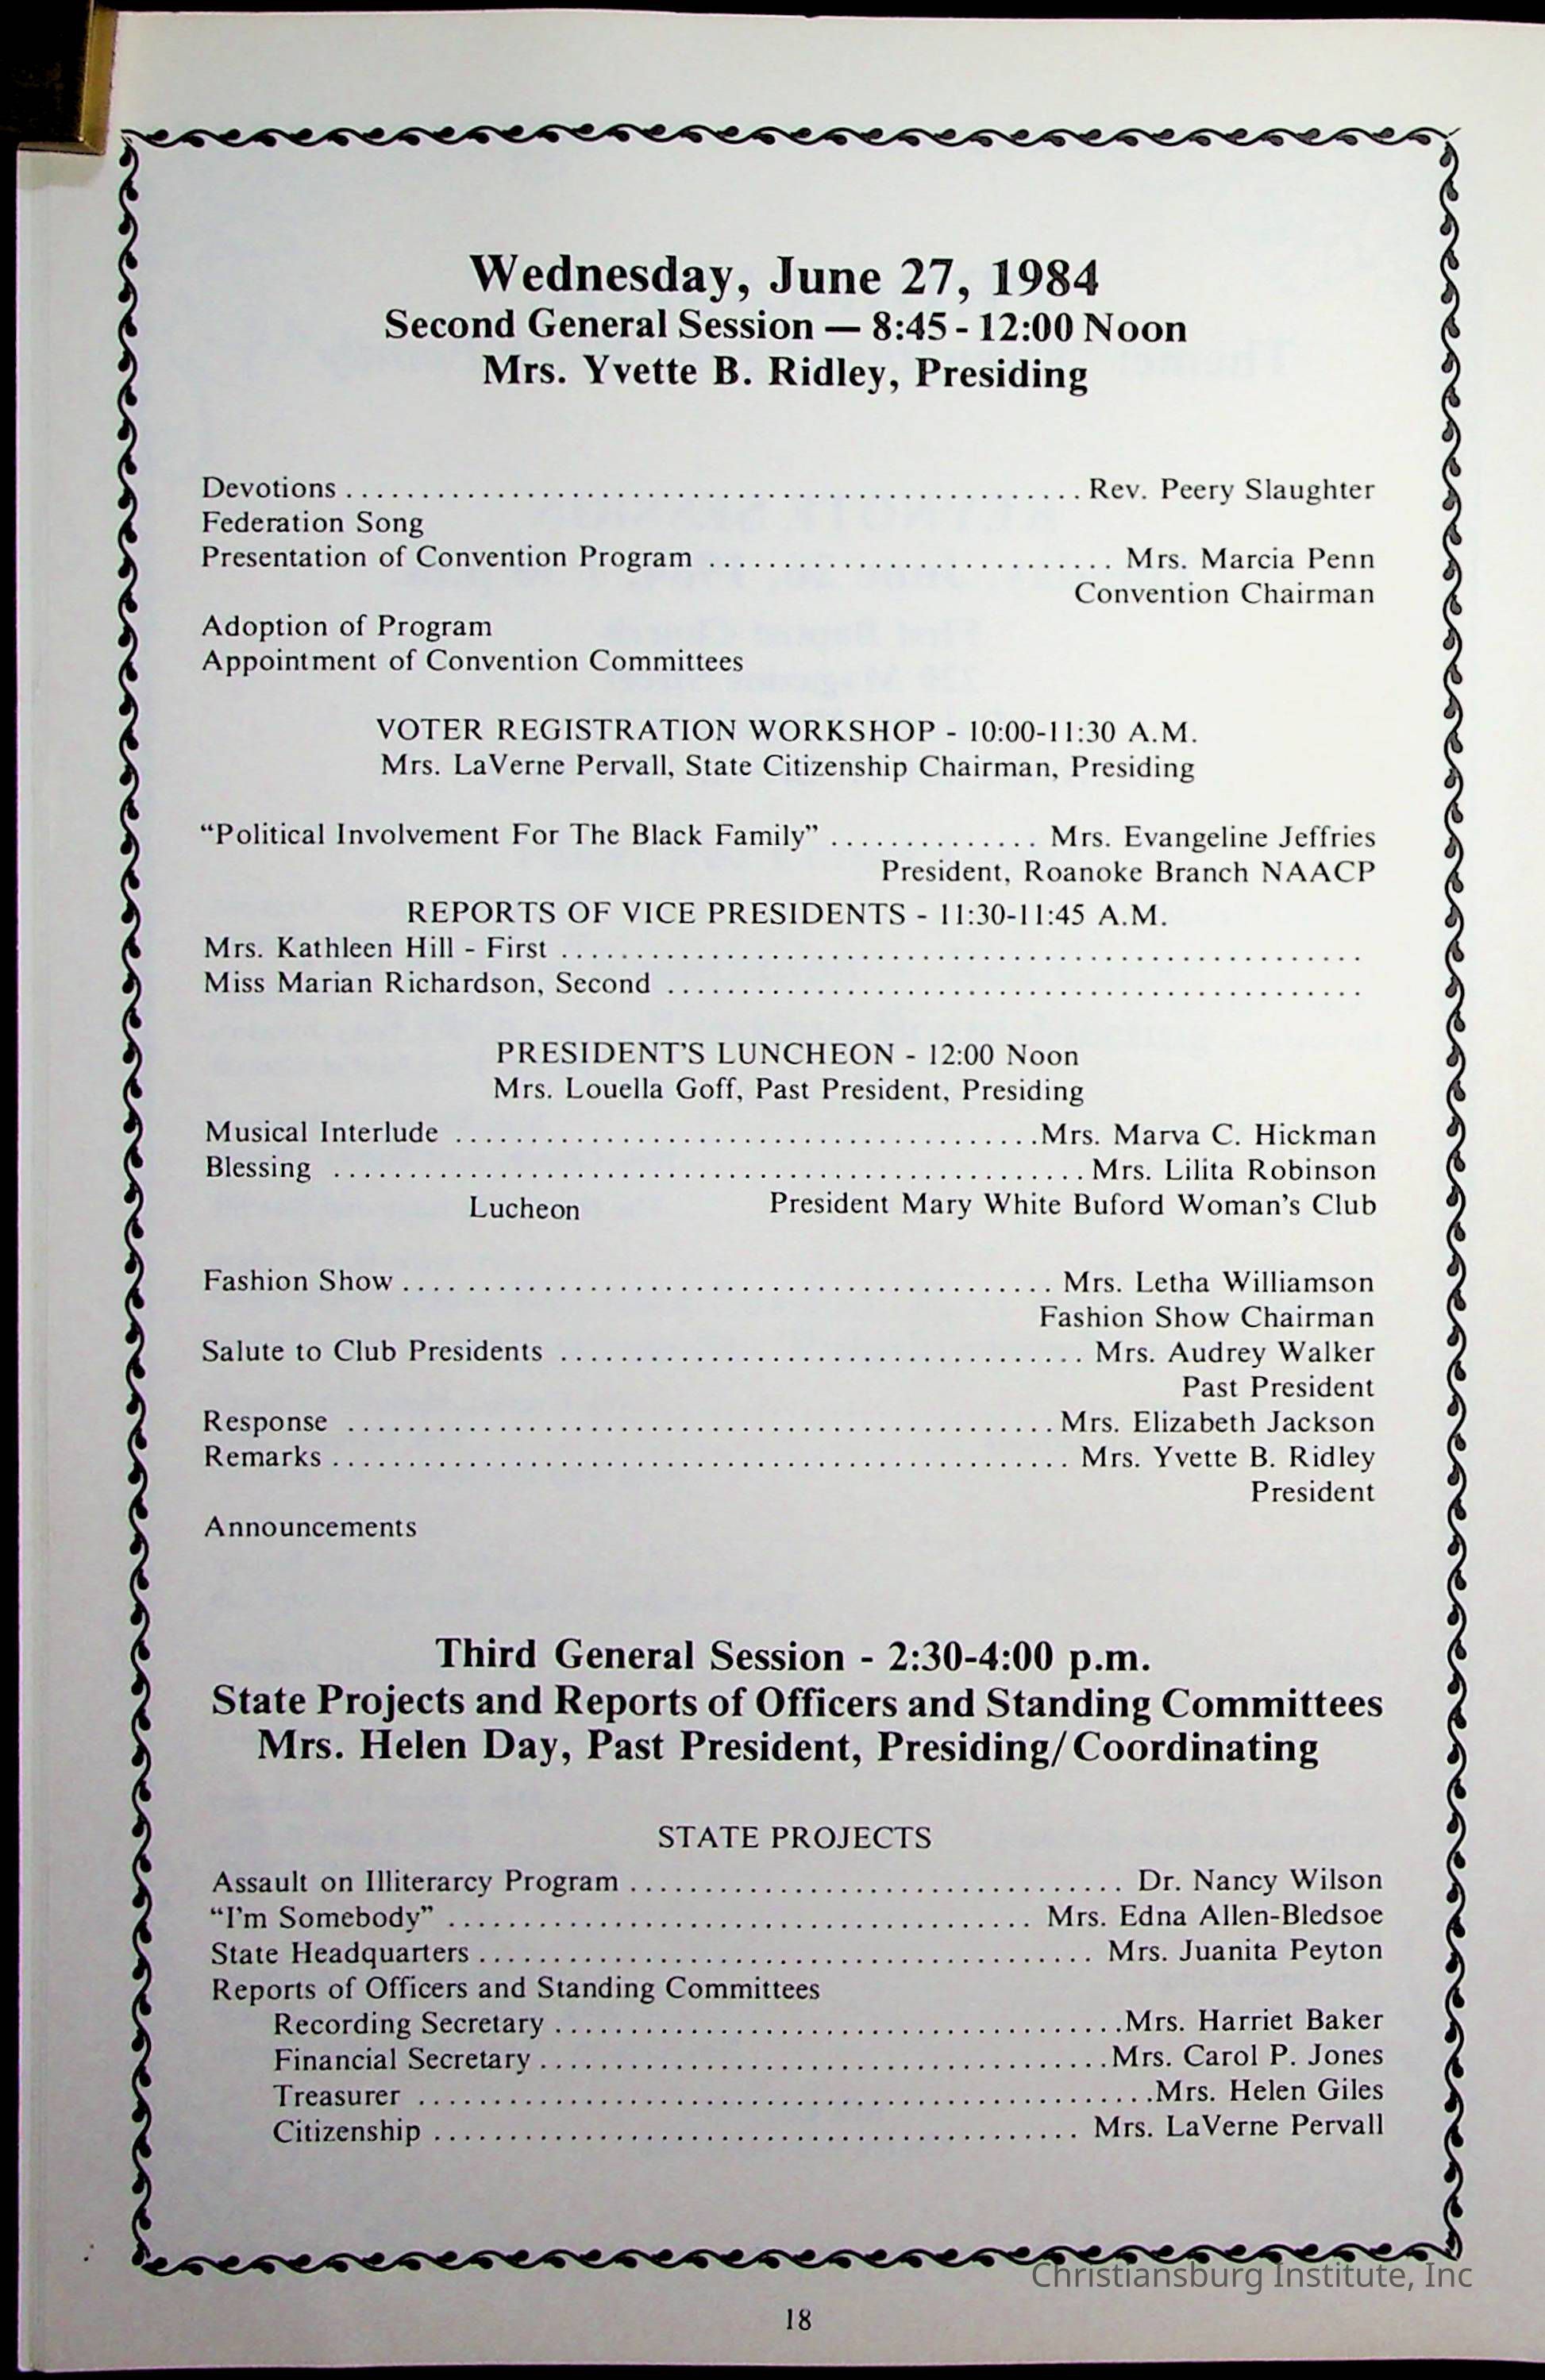 Wednesday, June 27, 1984
Second General Session — 8:45 - 12:00 Noon
Mrs. Yvette B. Ridley, Presiding
Devotions ................................................. Rev. Peery Slaughter
Federation Song
Presentation of Convention Program ........................... Mrs. Marcia Penn
Convention Chairman
Adoption of Program
Appointment of Convention Committees
VOTER REGISTRATION WORKSHOP - 10:00-11:30 A.M.
Mrs. LaVerne Pervall, State Citizenship Chairman, Presiding
“Political Involvement For The Black Family” .............. Mrs. Evangeline Jeffries
President, Roanoke Branch NAACP
REPORTS OF VICE PRESIDENTS - 11:30-11:45 A.M.
Mrs. Kathleen Hill - First ......................................................
Miss Marian Richardson, Second ...............................................
PRESIDENT'S LUNCHEON - 12:00 Noon
Mrs. Louella Goff, Past President, Presiding
Musical Interlude .......................................Mrs. Marva C. Hickman
Blessing .................................................. Mrs. Lilita Robinson
Lucheon President Mary White Buford Woman's Club
Fashion Show ........................................... Mrs. Letha Williamson
Fashion Show Chairman
Salute to Club Presidents ................................... Mrs. Audrey Walker
Past President
Response ............................................... Mrs. Elizabeth Jackson
Remarks ................................................. Mrs. Yvette B. Ridley
President
Announcements
Third General Session - 2:30-4:00 p.m.
State Projects and Reports of Officers and Standing Committees
Mrs. Helen Day, Past President, Presiding/Coordinating
STATE PROJECTS
Assault on Illiterarcy Program ................................. Dr. Nancy Wilson
“I'm Somebody” ....................................... Mrs. Edna Allen-Bledsoe
State Headquarters ......................................... Mrs. Juanita Peyton
Reports of Officers and Standing Committees
Recording Secretary ......................................Mrs. Harriet Baker
Financial Secretary ......................................Mrs. Carol P. Jones
Treasurer .................................................Mrs. Helen Giles
Citizenship ........................................... Mrs. LaVerne Pervall
Christiansburg Institute, Inc
18